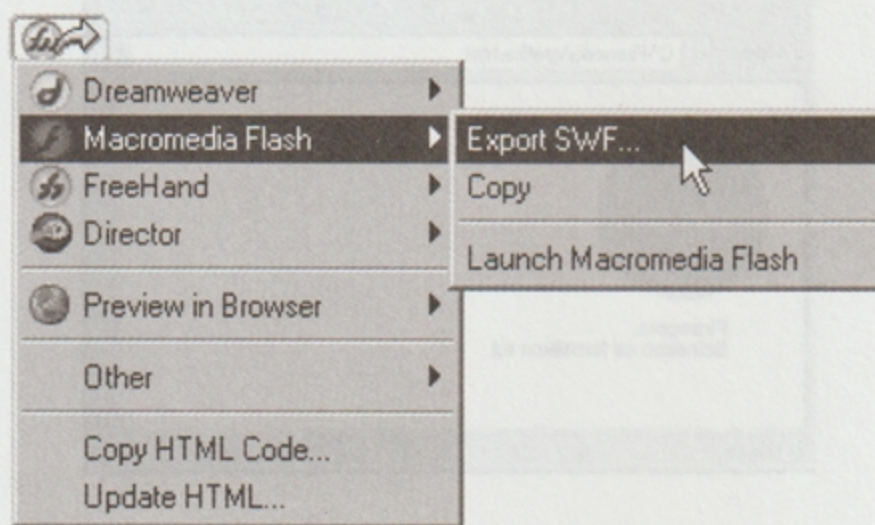 Dreamweaver
Macromedia Flash
FreeHand
Director
Preview in Browser
Other
Copy HTML Code...
Update HTML...
Export SWF...
Copy
Launch Macromedia Flash